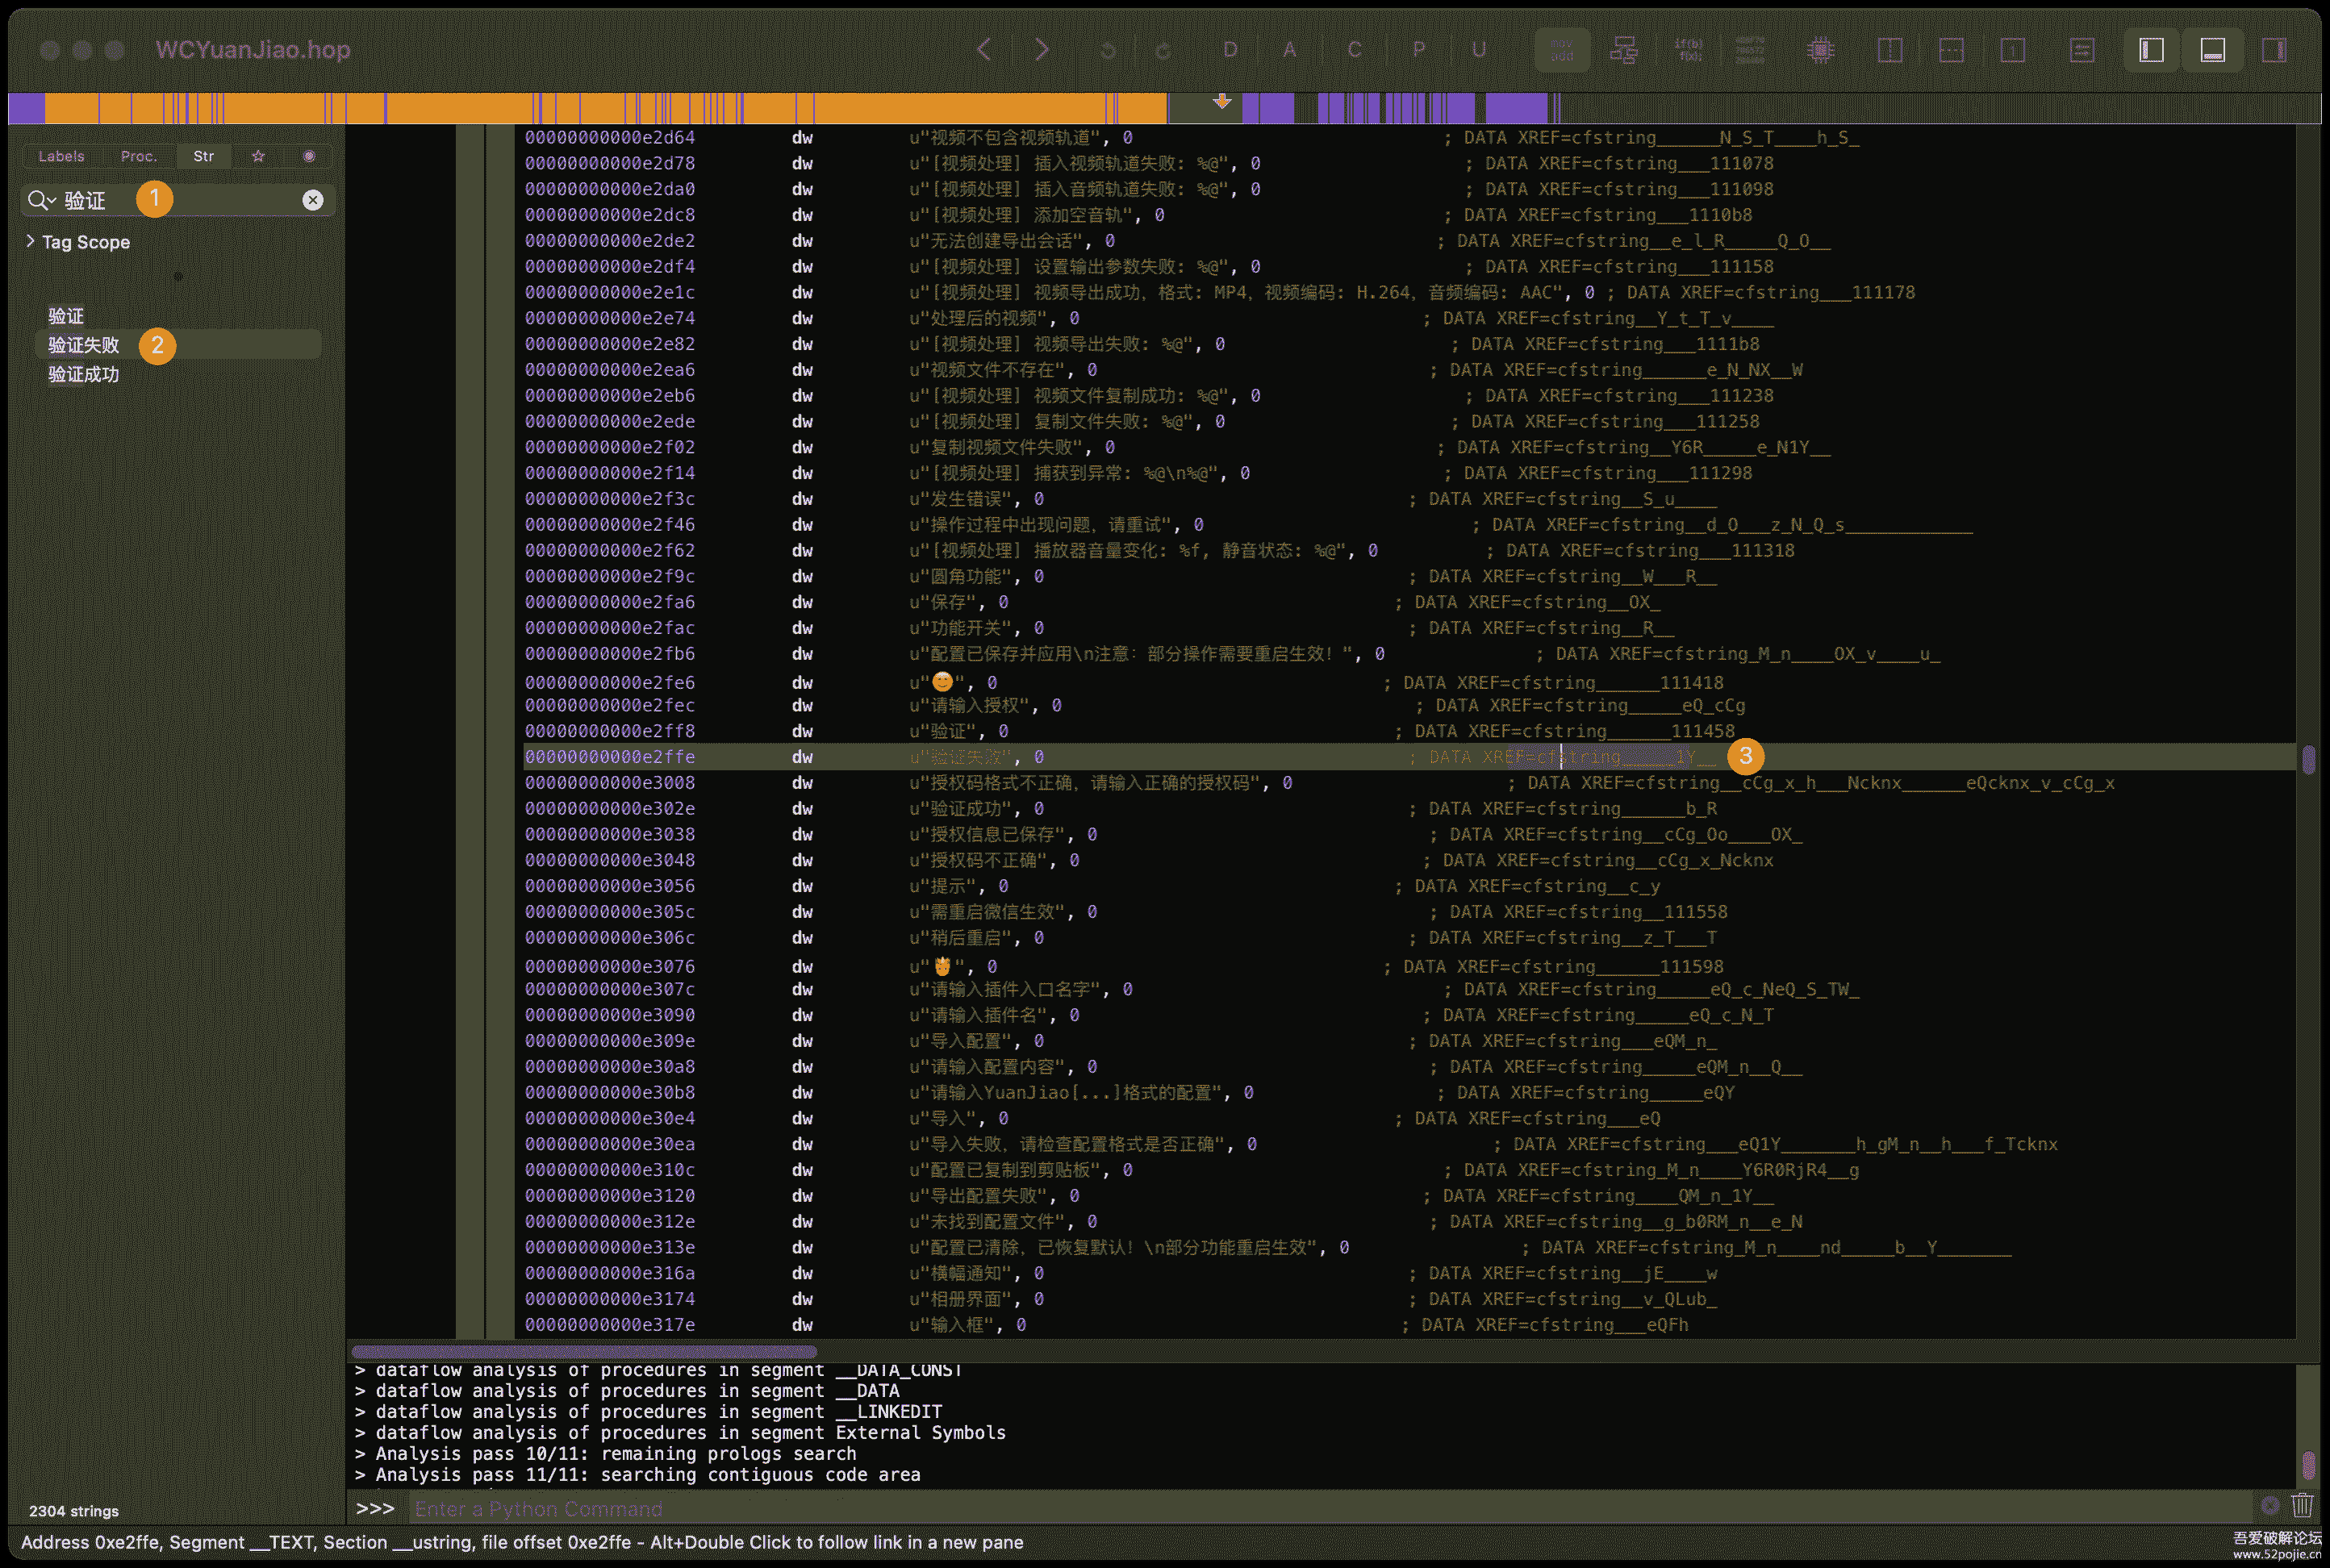 WCYuanJiao.hop
D A C P U
Labels Proc. Str
验证 1
Tag Scope
验证
验证失败 2
验证成功
00000000000e2d64 dw u"视频不包含视频轨道", 0 ; DATA XREF=cfstring______N_S_T____h_S_
00000000000e2d78 dw u"[视频处理] 插入视频轨道失败: %@", 0 ; DATA XREF=cfstring___111078
00000000000e2da0 dw u"[视频处理] 插入音频轨道失败: %@", 0 ; DATA XREF=cfstring___111098
00000000000e2dc8 dw u"[视频处理] 添加空音轨", 0 ; DATA XREF=cfstring___1110b8
00000000000e2de2 dw u"无法创建导出会话", 0 ; DATA XREF=cfstring__e_l_R_____Q_O__
00000000000e2df4 dw u"[视频处理] 设置输出参数失败: %@", 0 ; DATA XREF=cfstring___111158
00000000000e2e1c dw u"[视频处理] 视频导出成功, 格式: MP4, 视频编码: H.264, 音频编码: AAC", 0 ; DATA XREF=cfstring___111178
00000000000e2e74 dw u"处理后的视频", 0 ; DATA XREF=cfstring__Y_t_T_v____
00000000000e2e82 dw u"[视频处理] 视频导出失败: %@", 0 ; DATA XREF=cfstring___1111b8
00000000000e2ea6 dw u"视频文件不存在", 0 ; DATA XREF=cfstring______e_N_NX__W
00000000000e2eb6 dw u"[视频处理] 视频文件复制成功: %@", 0 ; DATA XREF=cfstring___111238
00000000000e2ede dw u"[视频处理] 复制文件失败: %@", 0 ; DATA XREF=cfstring___111258
00000000000e2f02 dw u"复制视频文件失败", 0 ; DATA XREF=cfstring__Y6R_____e_N1Y__
00000000000e2f14 dw u"[视频处理] 捕获到异常: %@\n%@", 0 ; DATA XREF=cfstring___111298
00000000000e2f3c dw u"发生错误", 0 ; DATA XREF=cfstring__S_u____
00000000000e2f46 dw u"操作过程中出现问题, 请重试", 0 ; DATA XREF=cfstring__d_O___z_N_Q_s____________
00000000000e2f62 dw u"[视频处理] 播放器音量变化: %f, 静音状态: %@", 0 ; DATA XREF=cfstring___111318
00000000000e2f9c dw u"圆角功能", 0 ; DATA XREF=cfstring__W___R__
00000000000e2fa6 dw u"保存", 0 ; DATA XREF=cfstring__OX_
00000000000e2fac dw u"功能开关", 0 ; DATA XREF=cfstring__R__
00000000000e2fb6 dw u"配置已保存并应用\n注意: 部分操作需要重启生效! ", 0 ; DATA XREF=cfstring_M_n____OX_v____u_
00000000000e2fe6 dw u"", 0 ; DATA XREF=cfstring______111418
00000000000e2fec dw u"请输入授权", 0 ; DATA XREF=cfstring_____eQ_cCg
00000000000e2ff8 dw u"验证", 0 ; DATA XREF=cfstring______111458
00000000000e2ffe dw u"验证失败", 0 ; DATA XREF=cfstring_____1Y__ 3
00000000000e3008 dw u"授权码格式不正确, 请输入正确的授权码", 0 ; DATA XREF=cfstring__cCg_x_h___Ncknx______eQcknx_v_cCg_x
00000000000e302e dw u"验证成功", 0 ; DATA XREF=cfstring______b_R
00000000000e3038 dw u"授权信息已保存", 0 ; DATA XREF=cfstring__cCg_Oo____OX_
00000000000e3048 dw u"授权码不正确", 0 ; DATA XREF=cfstring__cCg_x_Ncknx
00000000000e3056 dw u"提示", 0 ; DATA XREF=cfstring__c_y
00000000000e305c dw u"需重启微信生效", 0 ; DATA XREF=cfstring__111558
00000000000e306c dw u"稍后重启", 0 ; DATA XREF=cfstring__z_T___T
00000000000e3076 dw u"", 0 ; DATA XREF=cfstring______111598
00000000000e307c dw u"请输入插件入口名字", 0 ; DATA XREF=cfstring_____eQ_c_NeQ_S_TW_
00000000000e3090 dw u"请输入插件名", 0 ; DATA XREF=cfstring_____eQ_c_N_T
00000000000e309e dw u"导入配置", 0 ; DATA XREF=cfstring___eQM_n_
00000000000e30a8 dw u"请输入配置内容", 0 ; DATA XREF=cfstring_____eQM_n__Q__
00000000000e30b8 dw u"请输入YuanJiao[...]格式的配置", 0 ; DATA XREF=cfstring______eQY
00000000000e30e4 dw u"导入", 0 ; DATA XREF=cfstring___eQ
00000000000e30ea dw u"导入失败, 请检查配置格式是否正确", 0 ; DATA XREF=cfstring___eQ1Y_______h_gM_n__h___f_Tcknx
00000000000e310c dw u"配置已复制到剪贴板", 0 ; DATA XREF=cfstring_M_n____Y6R0RjR4__g
00000000000e3120 dw u"导出配置失败", 0 ; DATA XREF=cfstring____QM_n_1Y__
00000000000e312e dw u"未找到配置文件", 0 ; DATA XREF=cfstring__g_b0RM_n__e_N
00000000000e313e dw u"配置已清除, 已恢复默认! \n部分功能重启生效", 0 ; DATA XREF=cfstring_M_n____nd_____b__Y_______
00000000000e316a dw u"横幅通知", 0 ; DATA XREF=cfstring__jE____w
00000000000e3174 dw u"相册界面", 0 ; DATA XREF=cfstring__v_QLub_
00000000000e317e dw u"输入框", 0 ; DATA XREF=cfstring___eQFh
> dataflow analysis of procedures in segment __DATA_CONST
> dataflow analysis of procedures in segment __DATA
> dataflow analysis of procedures in segment __LINKEDIT
> dataflow analysis of procedures in segment External Symbols
> Analysis pass 10/11: remaining prologs search
> Analysis pass 11/11: searching contiguous code area
2304 strings
>>> Enter a Python Command
Address 0xe2ffe, Segment __TEXT, Section __ustring, file offset 0xe2ffe - Alt+Double Click to follow link in a new pane
吾爱破解论坛
www.52pojie.cn